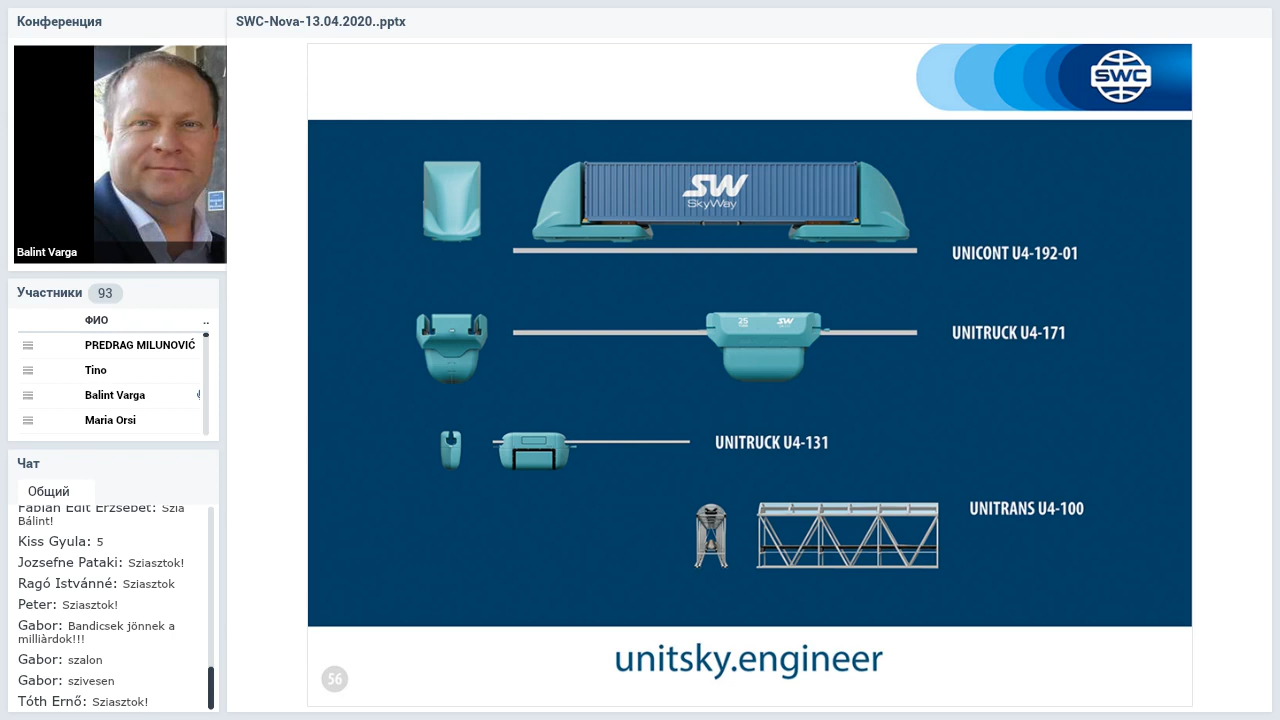 Конференция
Balint Varga
Участники 93
ФИО ..
PREDRAG MILUNOVIĆ
Tino
Balint Varga
Maria Orsi
Чат
Общий
Fábián Edit Erzsébet: Szia
Bálint!
Kiss Gyula: 5
Jozsefne Pataki: Sziasztok!
Ragó Istvánné: Sziasztok
Peter: Sziasztok!
Gabor: Bandicsek jönnek a
milliàrdok!!!
Gabor: szalon
Gabor: szivesen
Tóth Ernő: Sziasztok!
SWC-Nova-13.04.2020..pptx
SWC
SW
SkyWay
UNICONT U4-192-01
25
SW
UNITRUCK U4-171
UNITRUCK U4-131
UNITRANS U4-100
unitsky.engineer
56